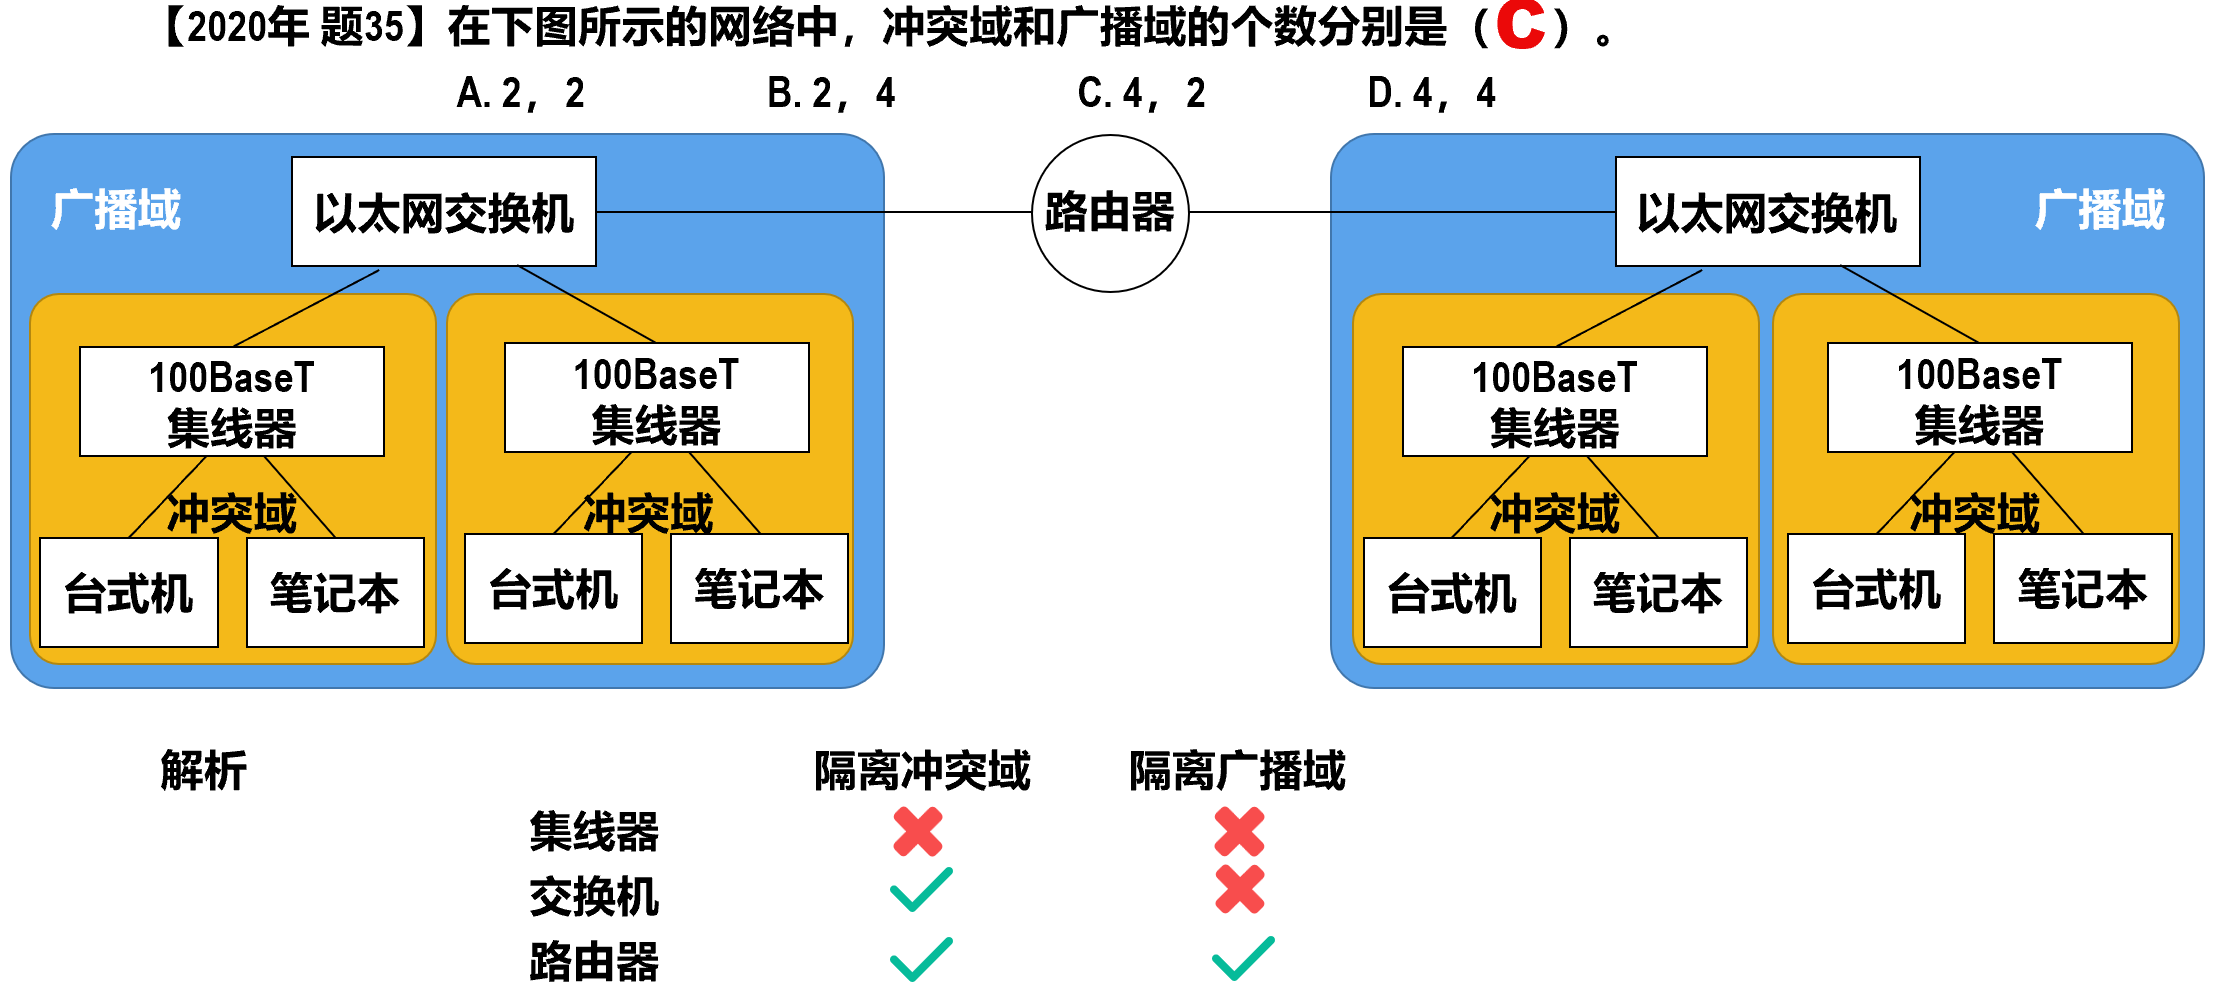 【2020年 题35】在下图所示的网络中，冲突域和广播域的个数分别是（C）。
A. 2，2 B. 2，4 C. 4，2 D. 4，4
广播域 以太网交换机 路由器 以太网交换机 广播域
100BaseT 100BaseT 100BaseT 100BaseT
集线器 集线器 集线器 集线器
冲突域 冲突域 冲突域 冲突域
台式机 笔记本 台式机 笔记本 台式机 笔记本 台式机 笔记本
解析 隔离冲突域 隔离广播域
集线器
交换机
路由器